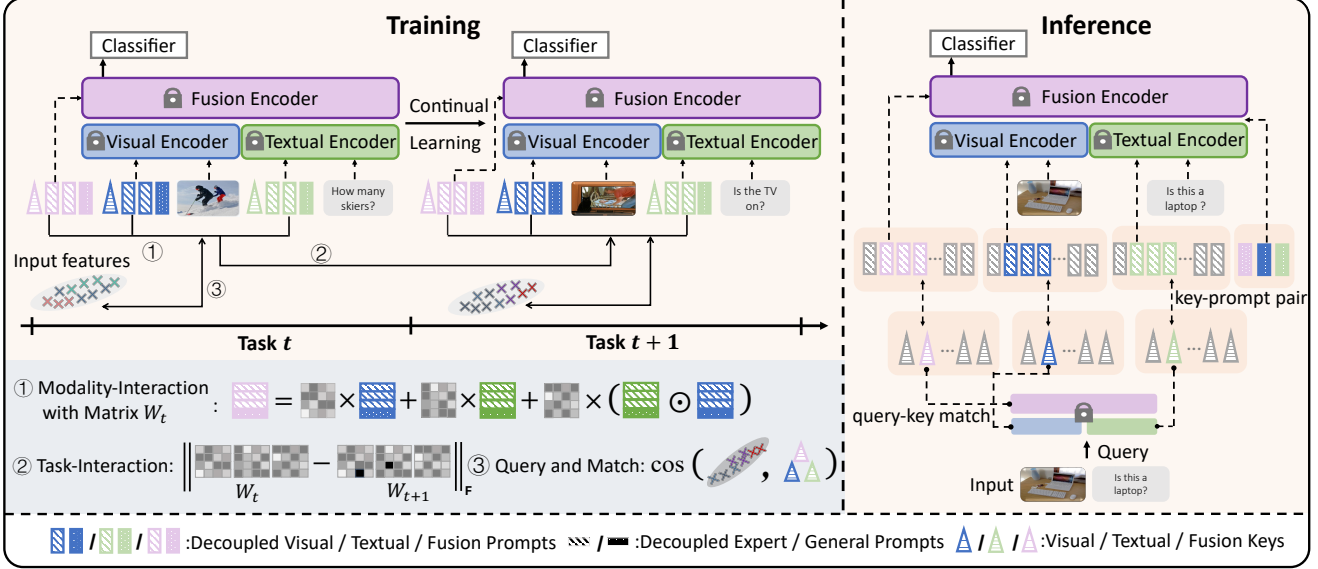 Training
Classifier
Fusion Encoder
Visual Encoder
Textual Encoder
How many
skiers?
Continual
Learning
Classifier
Fusion Encoder
Visual Encoder
Textual Encoder
Is the TV
on?
①
②
③
Input features
Task t
Task t + 1
① Modality-Interaction
with Matrix W_t : = × + × + × ( ⊙ )
② Task-Interaction: ‖ − ‖ F
W_t
W_{t+1}
③ Query and Match: cos ( , )
Inference
Classifier
Fusion Encoder
Visual Encoder
Textual Encoder
Is this a
laptop ?
...
...
...
key-prompt pair
...
...
...
query-key match
Query
Input
Is this a
laptop?
/ / :Decoupled Visual / Textual / Fusion Prompts / :Decoupled Expert / General Prompts / / :Visual / Textual / Fusion Keys